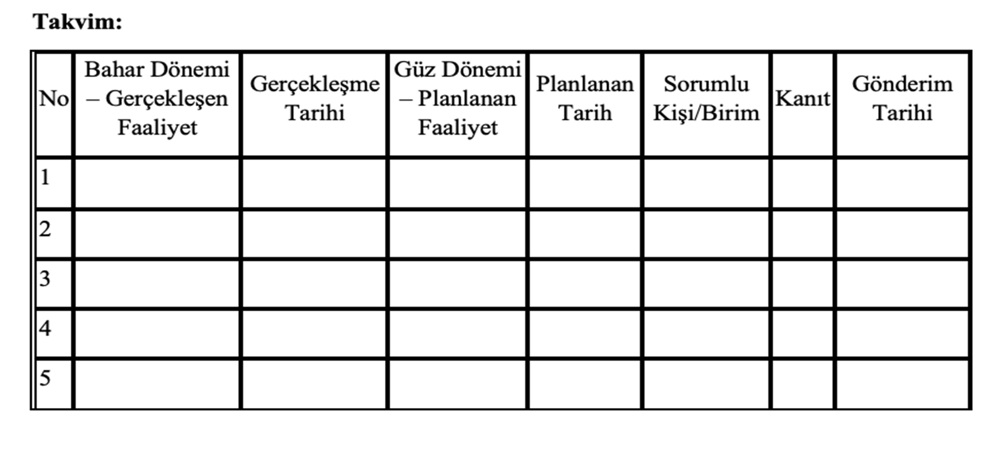 Takvim:
No
Bahar Dönemi
– Gerçekleşen
Faaliyet
Gerçekleşme
Tarihi
Güz Dönemi
– Planlanan
Faaliyet
Planlanan
Tarih
Sorumlu
Kişi/Birim
Kanıt
Gönderim
Tarihi
1
2
3
4
5